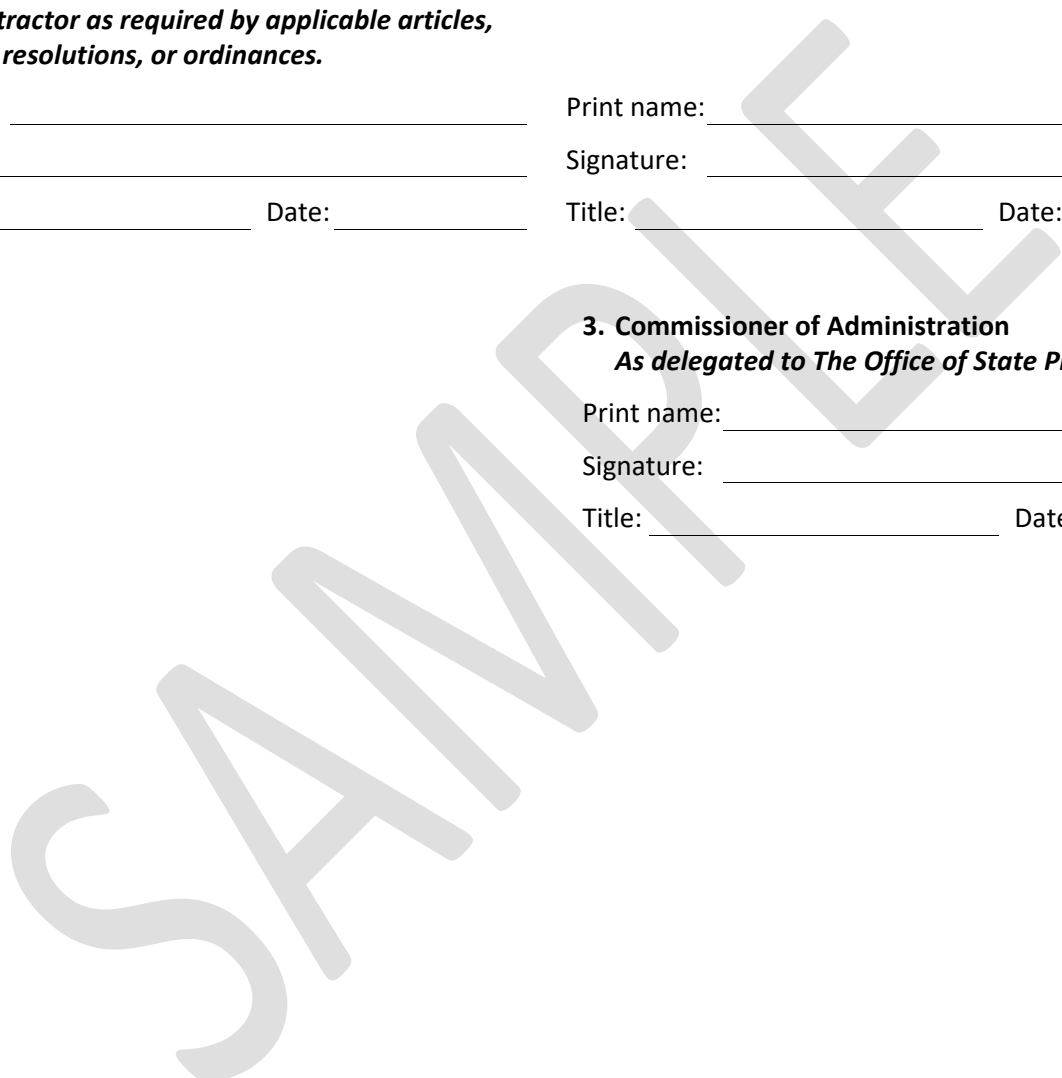 tractor as required by applicable articles,
resolutions, or ordinances.
Date:
Print name:
Signature:
Title: Date:
3. Commissioner of Administration
As delegated to The Office of State
Print name:
Signature:
Title:
SAMPLE